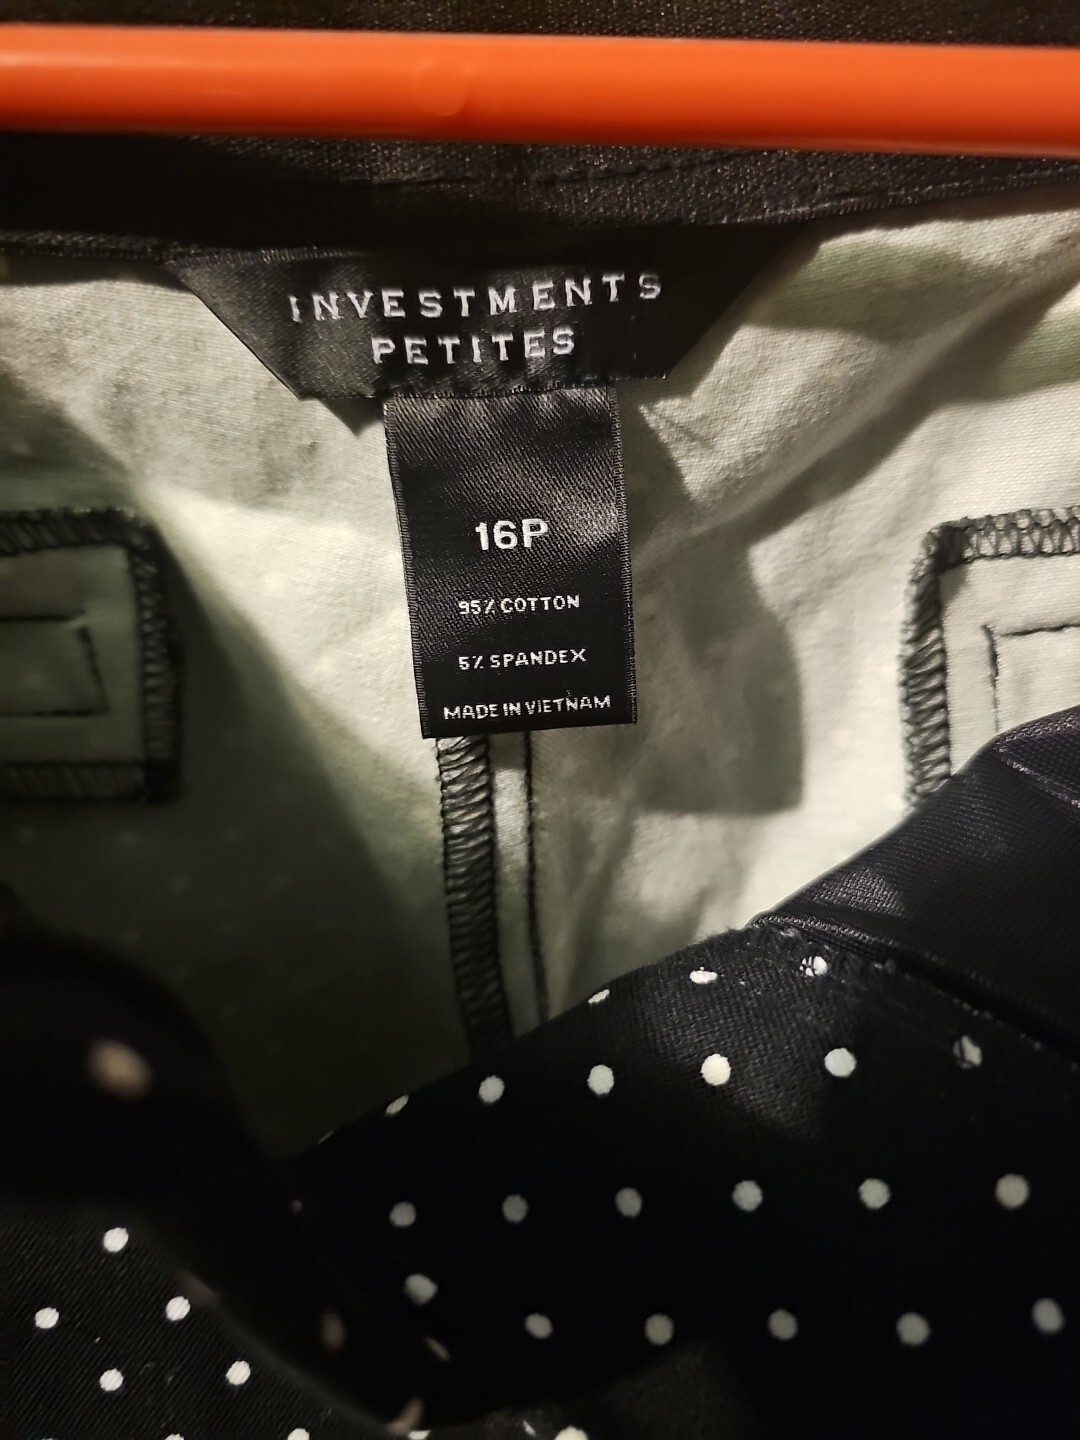 INVESTMENTS
PETITES
16P
95% COTTON
5% SPANDEX
MADE IN VIETNAM